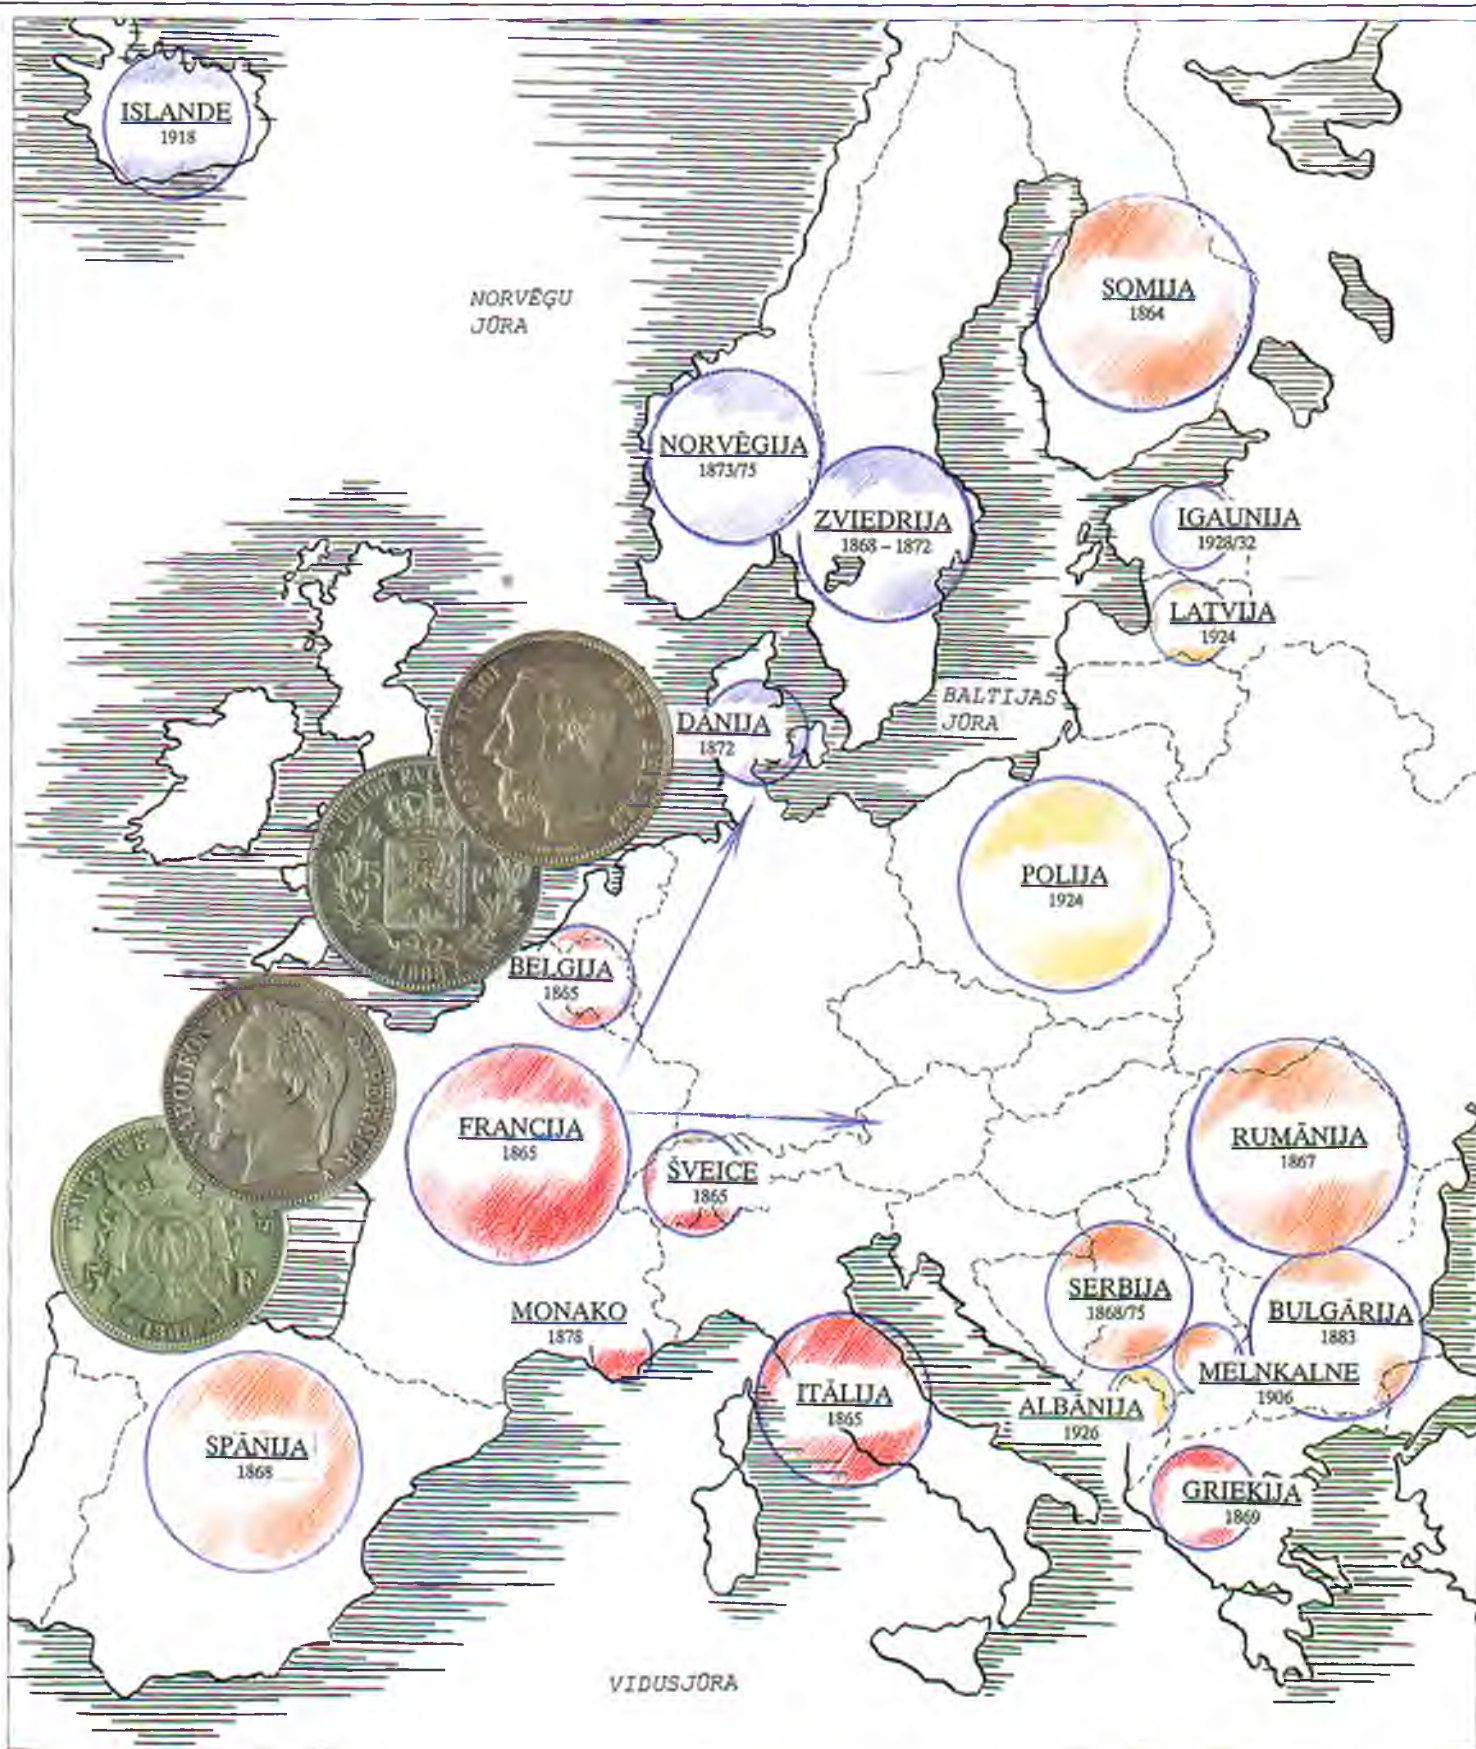 ISLANDE
1918
NORVĒĢU
JŪRA
SOMIJA
1864
NORVĒĢIJA
1873/75
ZVIEDRIJA
1868 – 1872
IGAUNIJA
1928/32
LATVIJA
1924
BALTIJAS
JŪRA
DĀNIJA
1872
POLIJA
1924
BEĻĢIJA
1865
FRANCIJA
1865
ŠVEICE
1865
RUMĀNIJA
1867
NAPOLEON III
EMPIRE
5 F
SERBIJA
1868/75
BULGĀRIJA
1883
MONAKO
1878
MELNKALNE
1906
ITĀLIJA
1865
ALBĀNIJA
1926
SPĀNIJA
1868
GRIEĶIJA
1869
VIDUSJŪRA